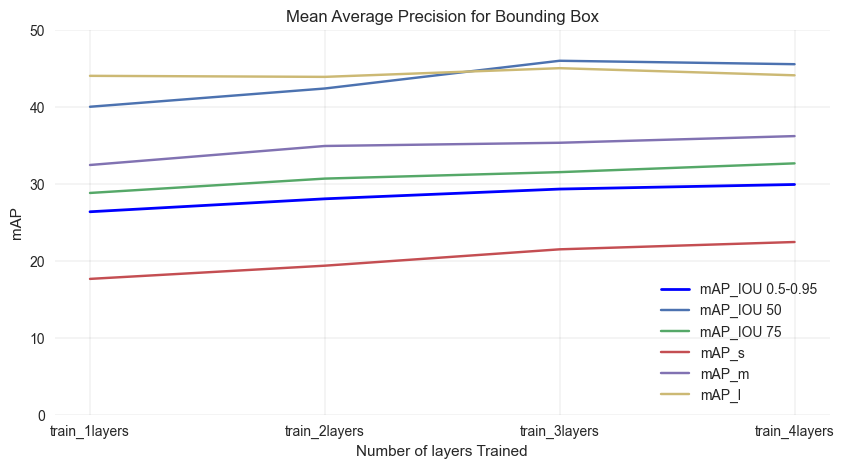 Mean Average Precision for Bounding Box
50
40
30
20
10
0
mAP
mAP_IOU 0.5-0.95
mAP_IOU 50
mAP_IOU 75
mAP_s
mAP_m
mAP_l
train_1layers
train_2layers
train_3layers
train_4layers
Number of layers Trained